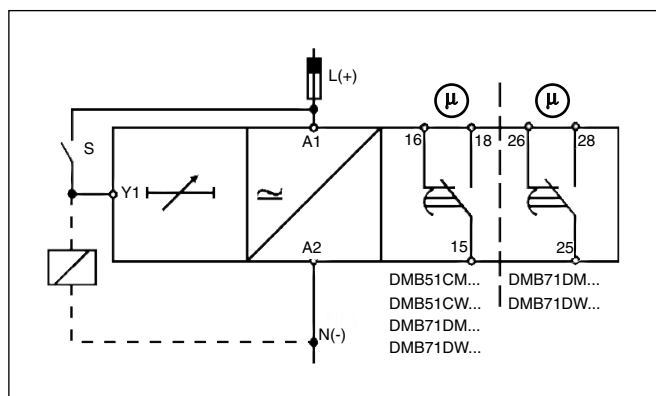 L(+)
μ μ
S
A1
16 18 26 28
Y1
A2
15 25
DMB51CM... DMB71DM...
DMB51CW... DMB71DW...
DMB71DM...
DMB71DW...
N(-)